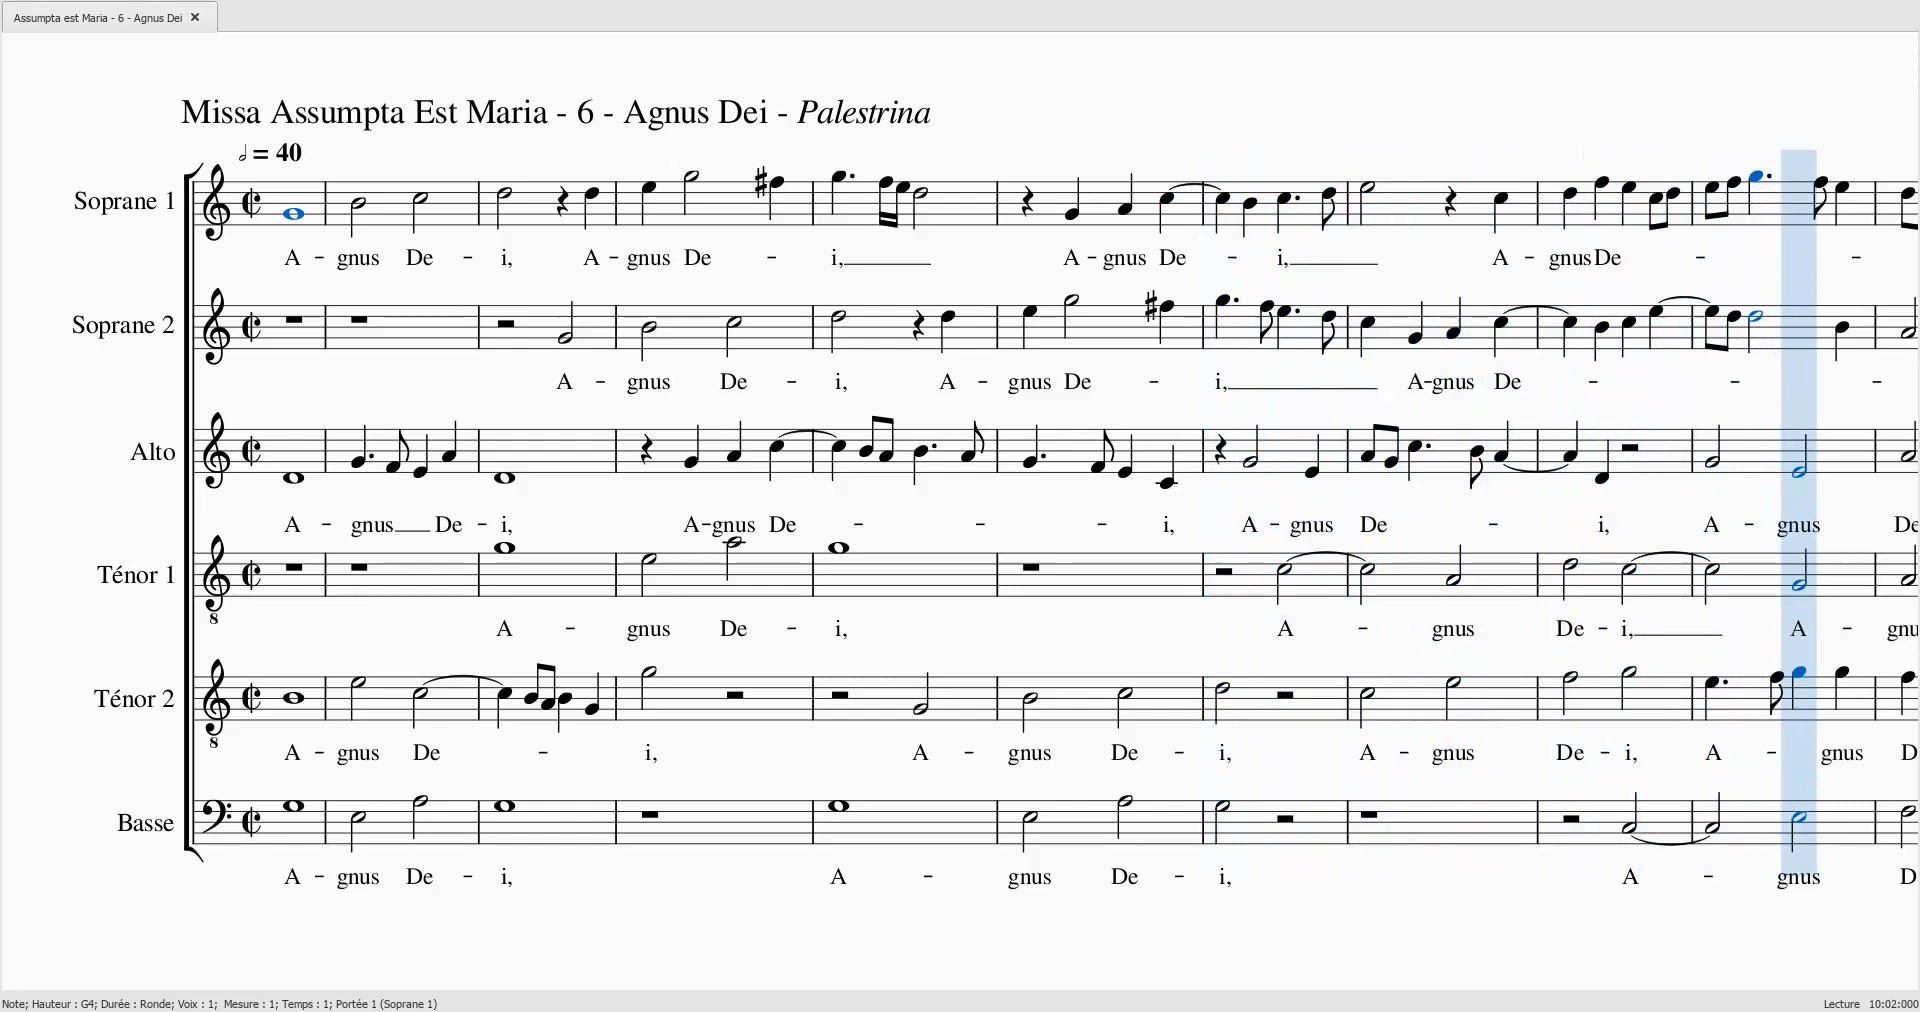 Assumpta est Maria - 6 - Agnus Dei ✕
Missa Assumpta Est Maria - 6 - Agnus Dei - Palestrina
𝅗𝅥 = 40
Soprane 1
A - gnus De - i, A - gnus De - i, A - gnus De - i, A - gnus De - -
Soprane 2
A - gnus De - i, A - gnus De - i, A - gnus De - - -
Alto
A - gnus De - i, A - gnus De - - - i, A - gnus De - i, A - gnus De
Ténor 1
8
A - gnus De - i, A - gnus De - i, A - gnu
Ténor 2
8
A - gnus De - i, A - gnus De - i, A - gnus De - i, A - gnus D
Basse
A - gnus De - i, A - gnus De - i, A - gnus D
Note; Hauteur : G4; Durée : Ronde; Voix : 1; Mesure : 1; Temps : 1; Portée 1 (Soprane 1)
Lecture 10:02:000